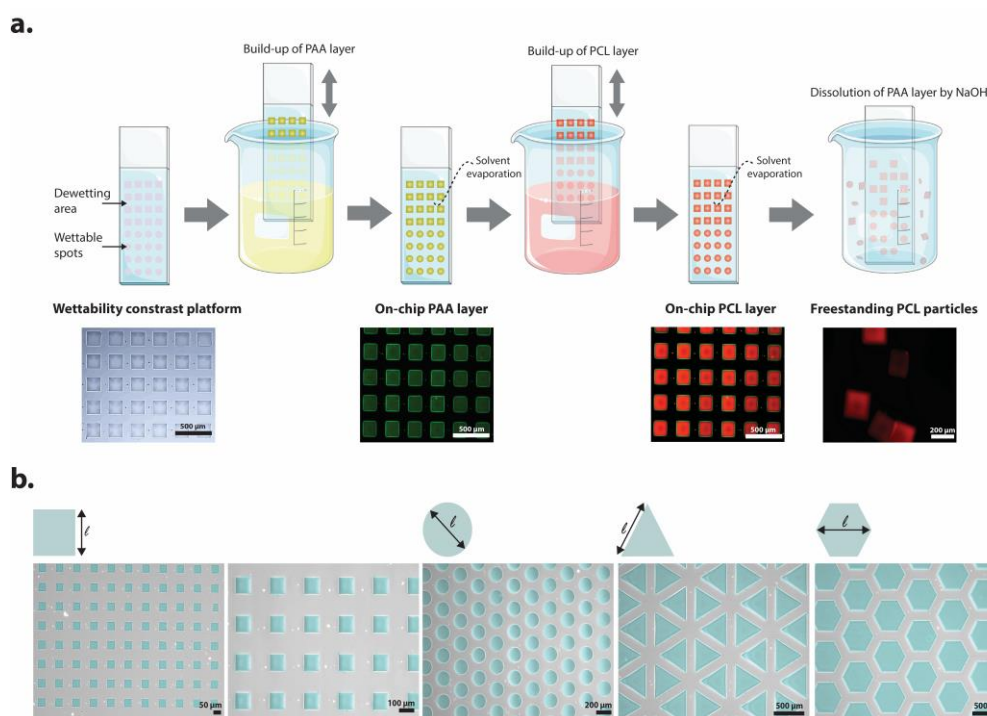 a.
Build-up of PAA layer
Build-up of PCL layer
Dissolution of PAA layer by NaOH
Dewetting
area
Wettable
spots
Solvent
evaporation
Solvent
evaporation
Wettability constrast platform
On-chip PAA layer
On-chip PCL layer
Freestanding PCL particles
500 µm
500 µm
500 µm
200 µm
b.
ℓ
ℓ
ℓ
ℓ
50 µm
100 µm
200 µm
500 µm
500